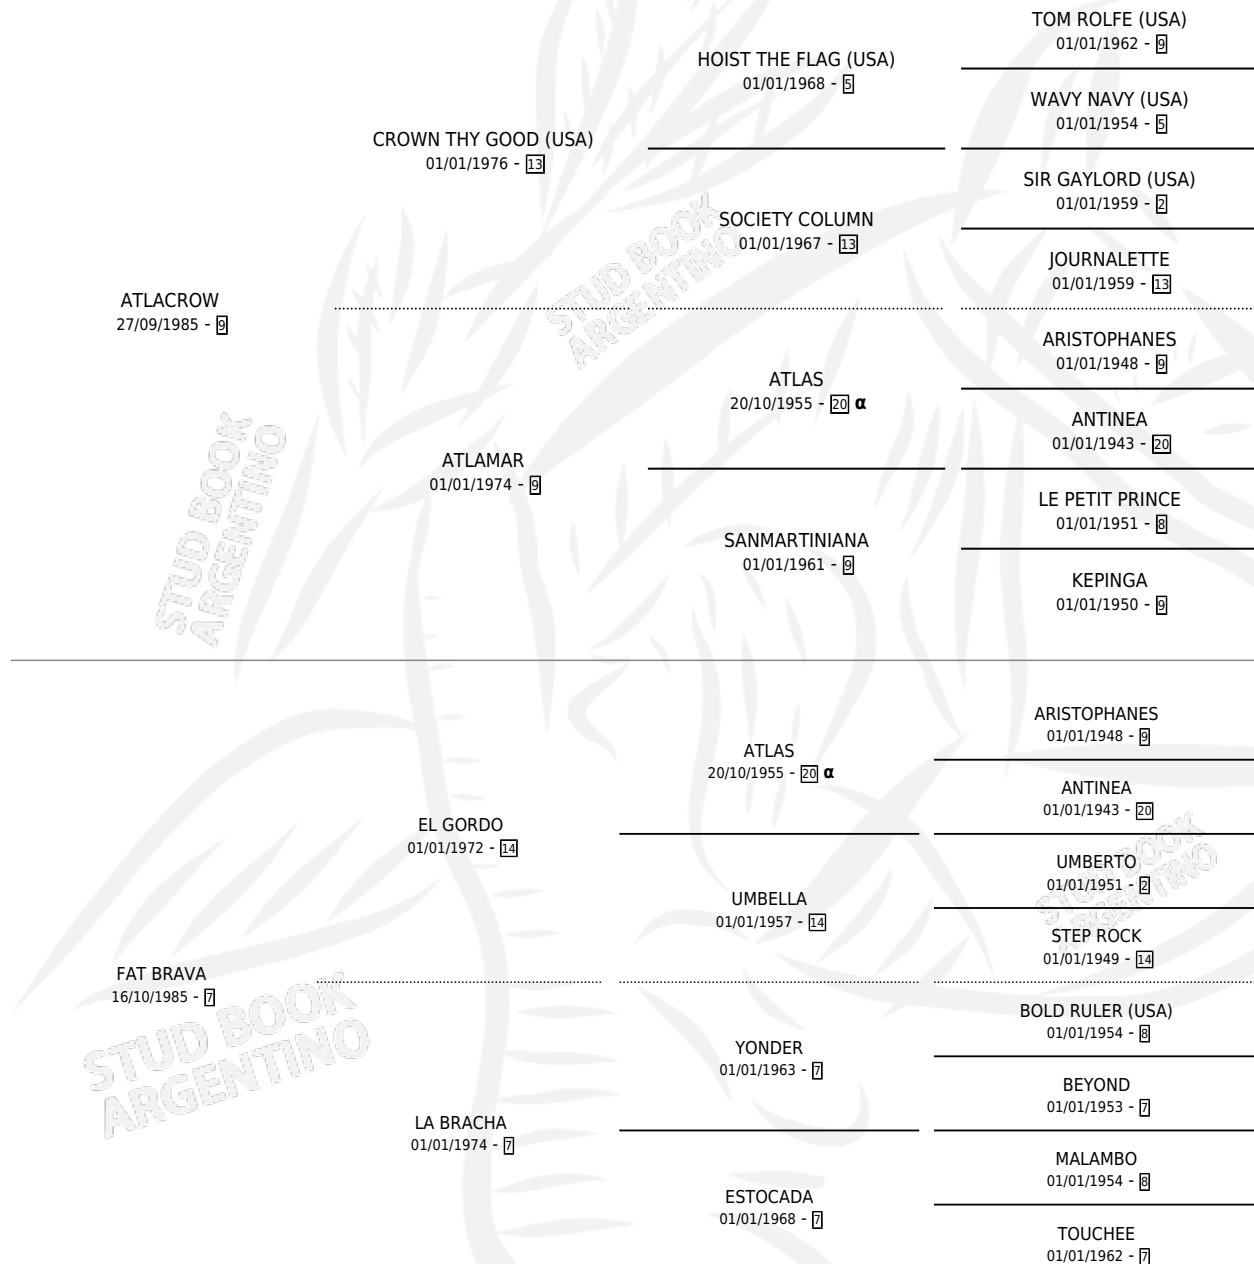 TOM ROLFE (USA)
01/01/1962 - 9
HOIST THE FLAG (USA)
01/01/1968 - 5
WAVY NAVY (USA)
01/01/1954 - 5
CROWN THY GOOD (USA)
01/01/1976 - 13
SIR GAYLORD (USA)
01/01/1959 - 2
SOCIETY COLUMN
01/01/1967 - 13
JOURNALETTE
01/01/1959 - 13
STUD BOOK
ARGENTINO
ATLACROW
27/09/1985 - 9
ARISTOPHANES
01/01/1948 - 9
ATLAS
20/10/1955 - 20 α
ANTINEA
01/01/1943 - 20
ATLAMAR
01/01/1974 - 9
LE PETIT PRINCE
01/01/1951 - 8
SANMARTINIANA
01/01/1961 - 9
KEPINGA
01/01/1950 - 9
STUD BOOK
ARGENTINO
ARISTOPHANES
01/01/1948 - 9
ATLAS
20/10/1955 - 20 α
ANTINEA
01/01/1943 - 20
EL GORDO
01/01/1972 - 14
UMBERTO
01/01/1951 - 2
UMBELLA
01/01/1957 - 14
STEP ROCK
01/01/1949 - 14
STUD BOOK
ARGENTINO
FAT BRAVA
16/10/1985 - 7
BOLD RULER (USA)
01/01/1954 - 8
YONDER
01/01/1963 - 7
BEYOND
01/01/1953 - 7
STUD BOOK
ARGENTINO
LA BRACHA
01/01/1974 - 7
MALAMBO
01/01/1954 - 8
ESTOCADA
01/01/1968 - 7
TOUCHEE
01/01/1962 - 7